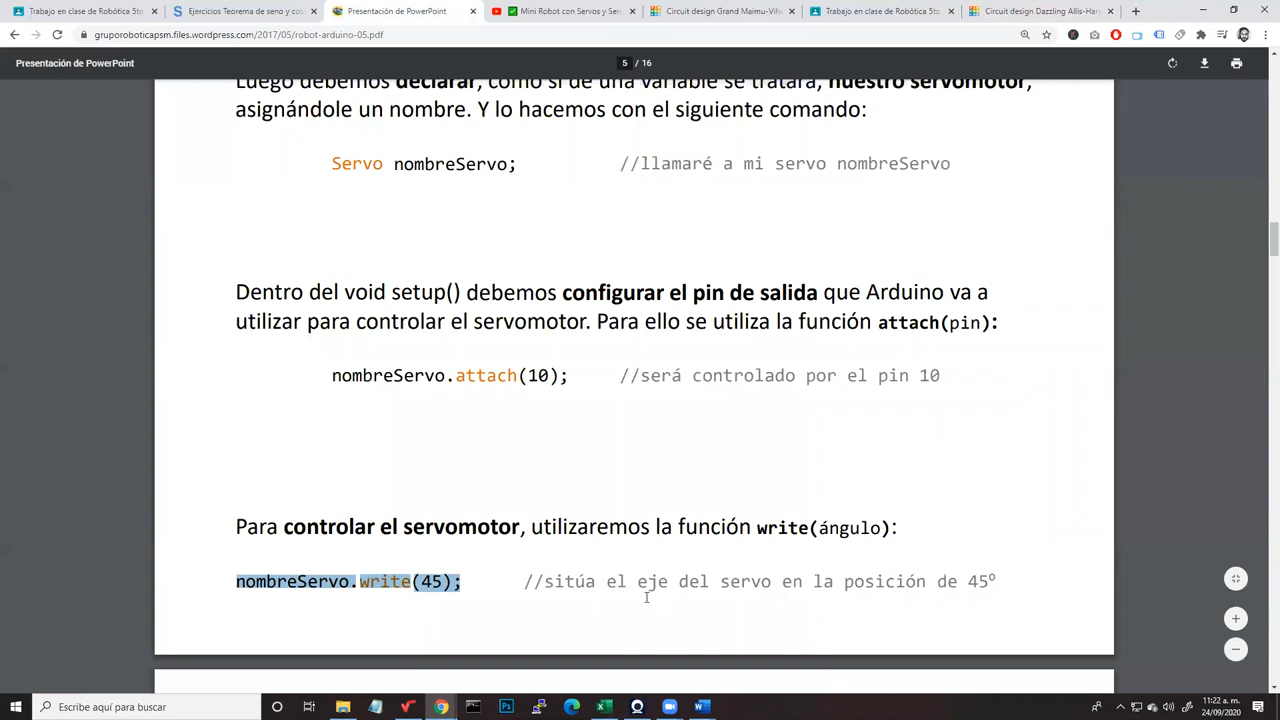 Trabajo en clase de Robótica 5to
Ejercicios Teorema de seno y cos
Presentación de PowerPoint
Mini Robot con Servos y Sen
Circuit design Grand Maimu-Vih
Trabajo en clase de Robótica 5to
Circuit design Dazzling Allis-Han
gruporoboticapsm.files.wordpress.com/2017/05/robot-arduino-05.pdf
Presentación de PowerPoint
5 / 16
Luego debemos declarar, como si de una variable se tratara, nuestro servomotor,
asignándole un nombre. Y lo hacemos con el siguiente comando:
Servo nombreServo; //llamaré a mi servo nombreServo
Dentro del void setup() debemos configurar el pin de salida que Arduino va a
utilizar para controlar el servomotor. Para ello se utiliza la función attach(pin):
nombreServo.attach(10); //será controlado por el pin 10
Para controlar el servomotor, utilizaremos la función write(ángulo):
nombreServo.write(45); //sitúa el eje del servo en la posición de 45º
Escribe aquí para buscar
11:22 a. m.
24/09/2020